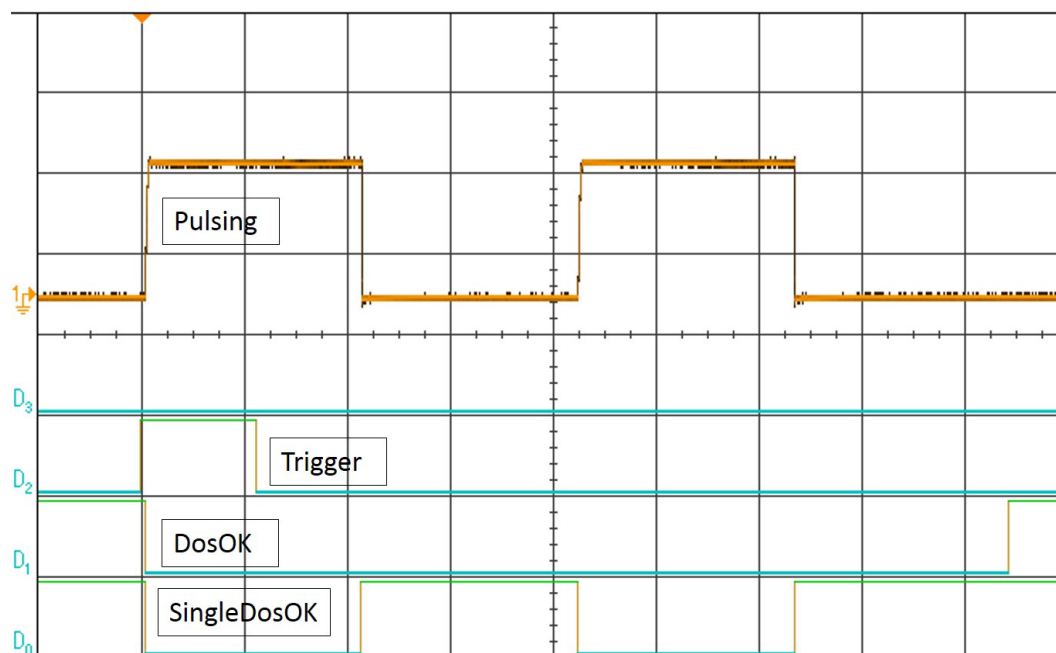 Pulsing
1
D3
D2
Trigger
D1
DosOK
D0
SingleDosOK